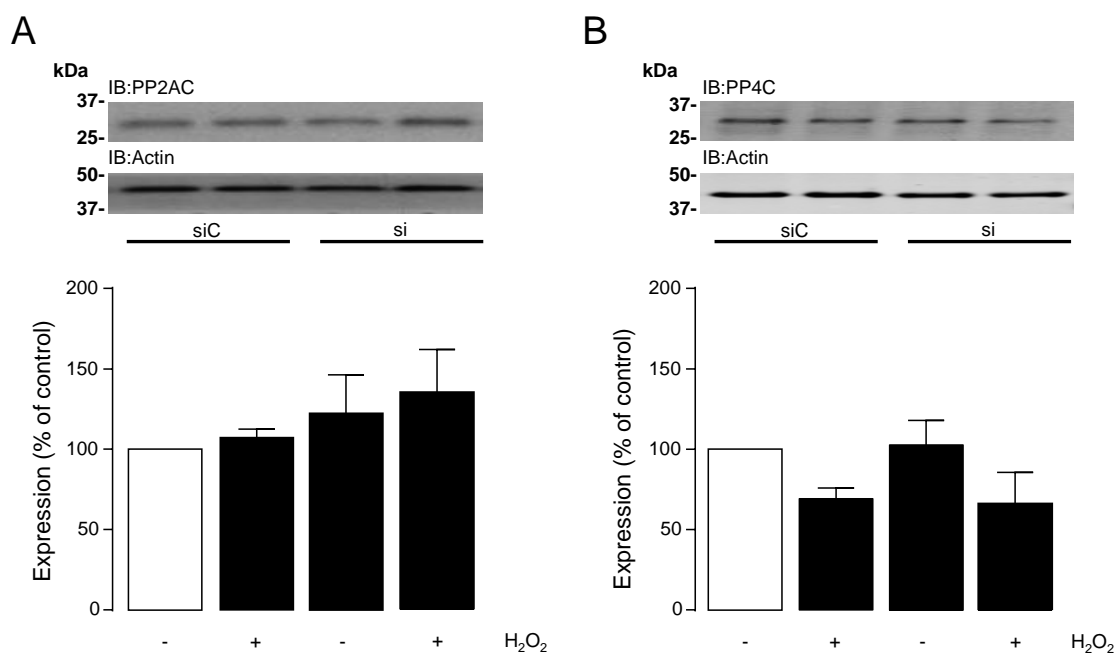 A
kDa
IB:PP2AC
37-
25-
IB:Actin
50-
37-
siC si
200
150
100
50
0
Expression (% of control)
- + - + H₂O₂
B
kDa
IB:PP4C
37-
25-
IB:Actin
50-
37-
siC si
200
150
100
50
0
Expression (% of control)
- + - + H₂O₂